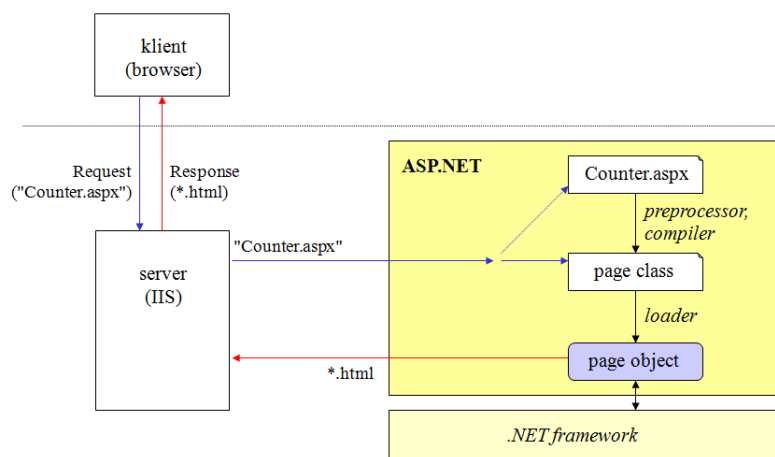 klient
(browser)
Request
("Counter.aspx")
Response
(*.html)
server
(IIS)
"Counter.aspx"
*.html
ASP.NET
Counter.aspx
preprocessor,
compiler
page class
loader
page object
.NET framework